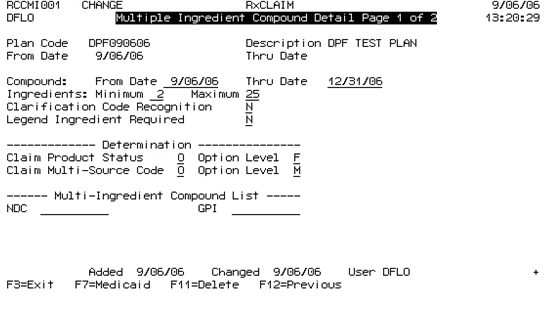 RCCMI001 CHANGE RxCLAIM 9/06/06
DFLO Multiple Ingredient Compound Detail Page 1 of 2 13:20:29
Plan Code DPF090606 Description DPF TEST PLAN
From Date 9/06/06 Thru Date
Compound: From Date 9/06/06 Thru Date 12/31/06
Ingredients: Minimum 2 Maximum 25
Clarification Code Recognition N
Legend Ingredient Required N
------------- Determination ---------------
Claim Product Status O Option Level F
Claim Multi-Source Code O Option Level M
------ Multi-Ingredient Compound List -----
NDC GPI
Added 9/06/06 Changed 9/06/06 User DFLO +
F3=Exit F7=Medicaid F11=Delete F12=Previous